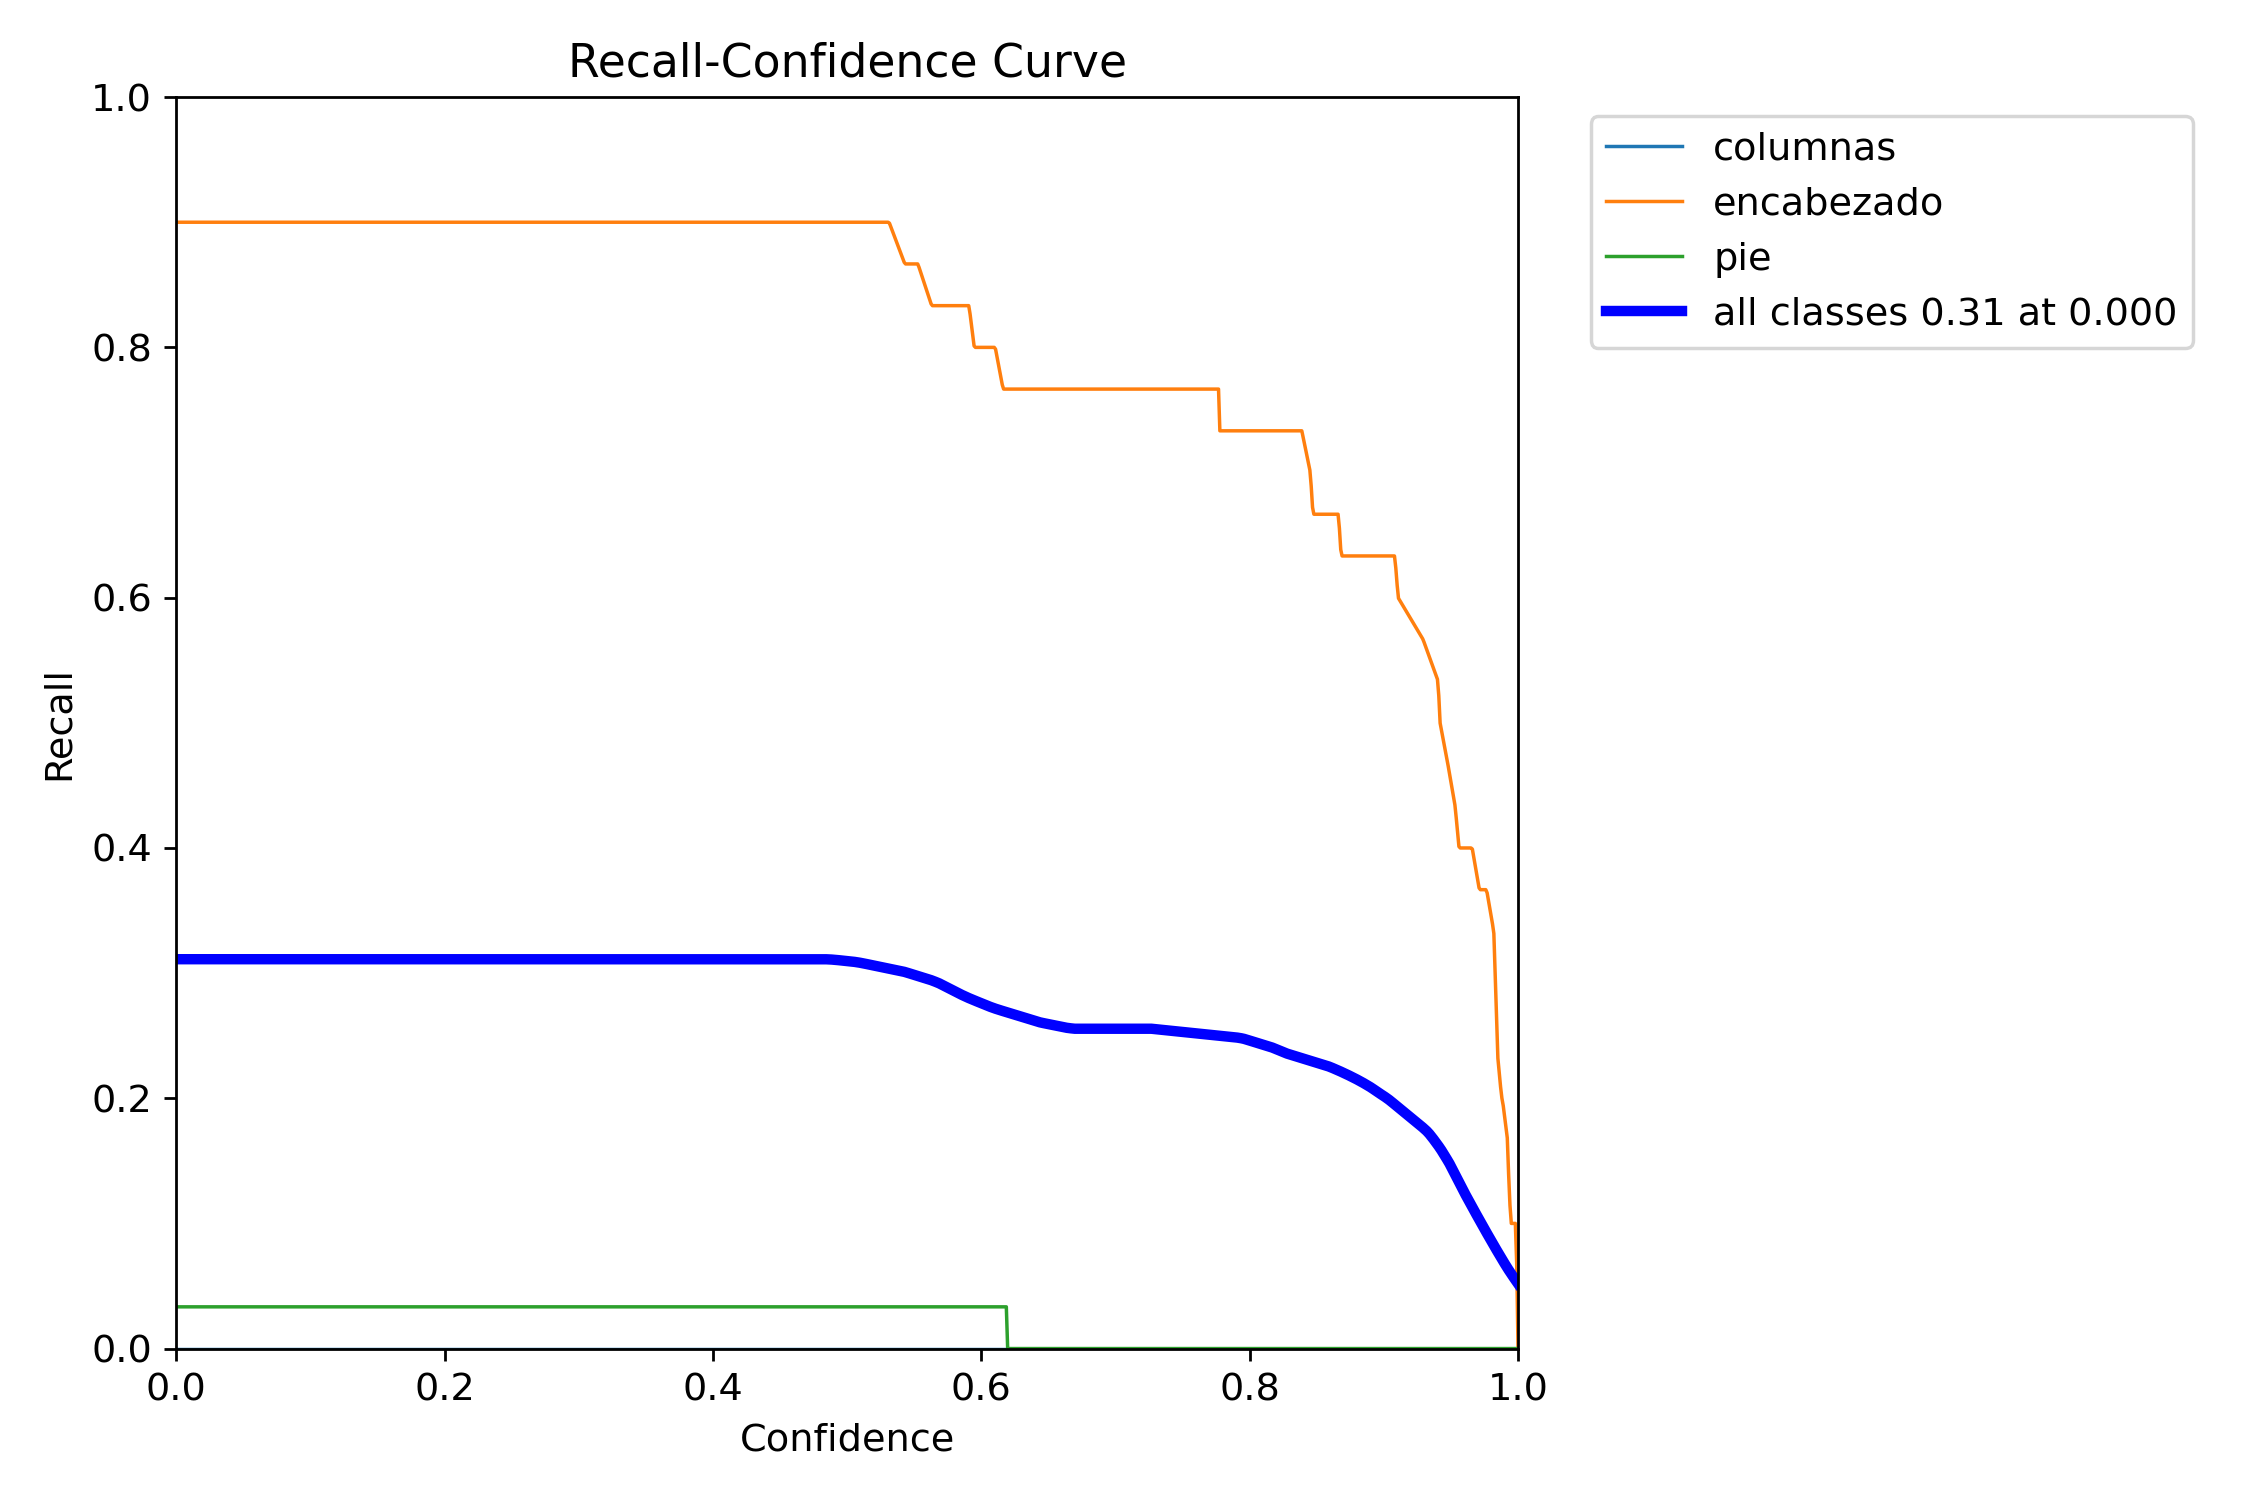 Recall-Confidence Curve
1.0
0.8
0.6
0.4
0.2
0.0
Recall
0.0 0.2 0.4 0.6 0.8 1.0
Confidence
columnas
encabezado
pie
all classes 0.31 at 0.000